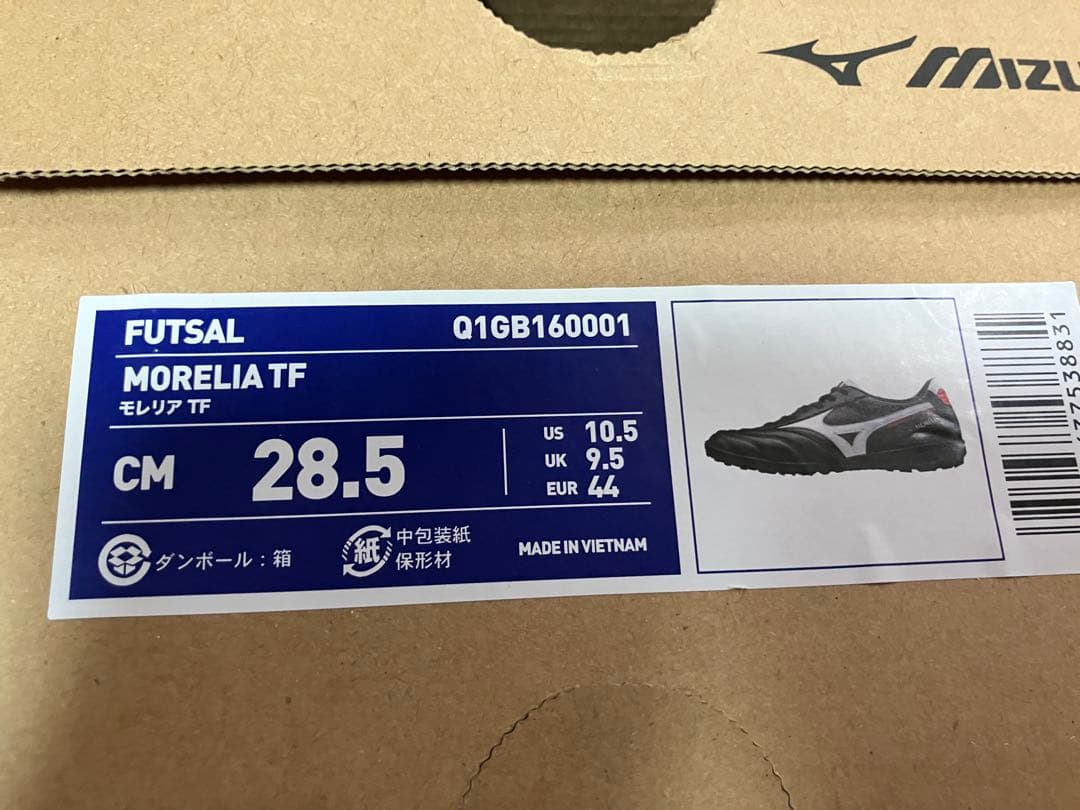 MIZU
FUTSAL Q1GB160001
MORELIA TF
モレリア TF
CM 28.5
US 10.5
UK 9.5
EUR 44
ダンボール：箱
紙 中包装紙
保形材
MADE IN VIETNAM
37538831